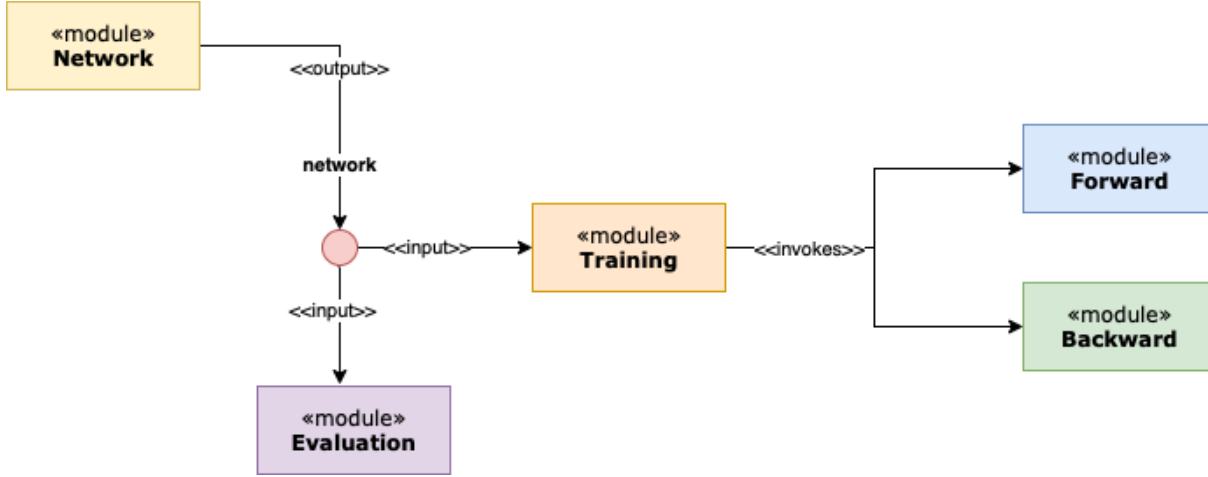 «module»
Network
<<output>>
network
<<input>>
«module»
Training
<<invokes>>
«module»
Forward
<<input>>
«module»
Backward
«module»
Evaluation